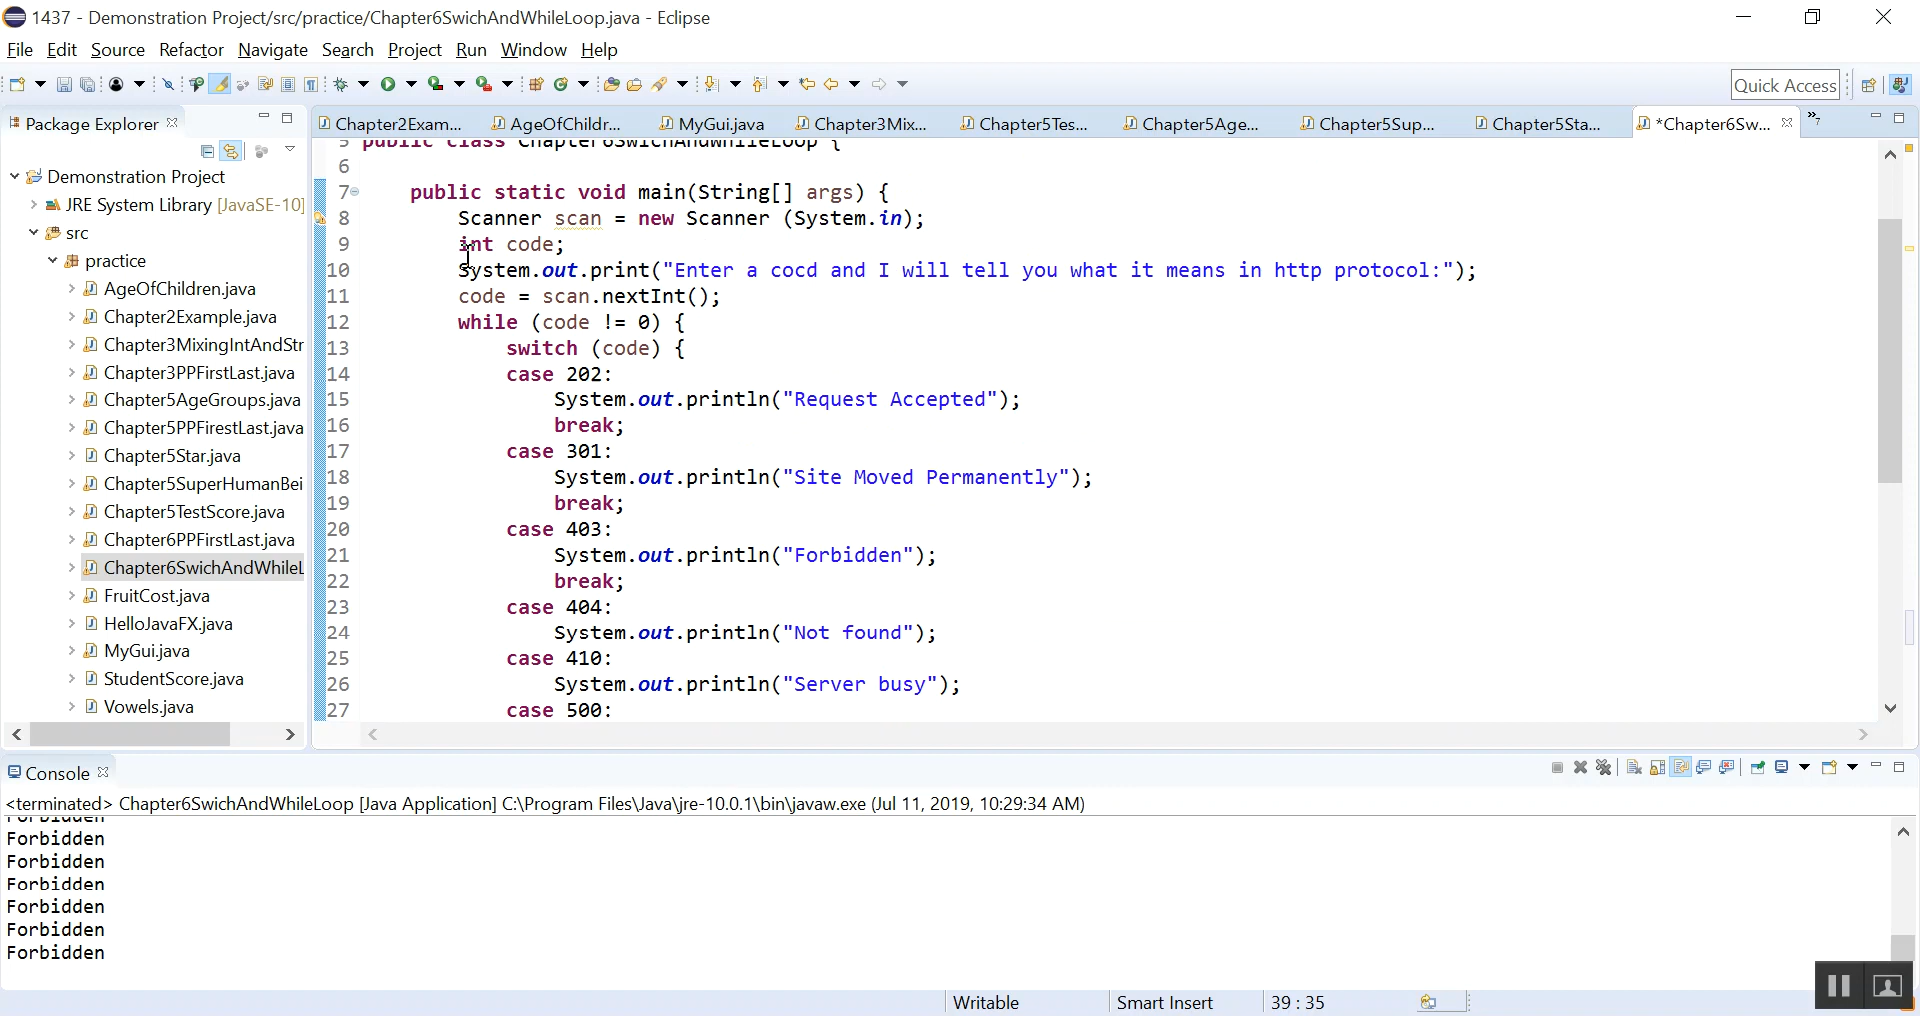 1437 - Demonstration Project/src/practice/Chapter6SwichAndWhileLoop.java - Eclipse
File Edit Source Refactor Navigate Search Project Run Window Help
Quick Access
Package Explorer
Chapter2Exam... AgeOfChildr... MyGui.java Chapter3Mix... Chapter5Tes... Chapter5Age... Chapter5Sup... Chapter5Sta... *Chapter6Sw... »7
Demonstration Project
JRE System Library [JavaSE-10]
src
practice
AgeOfChildren.java
Chapter2Example.java
Chapter3MixingIntAndStr
Chapter3PPFirstLast.java
Chapter5AgeGroups.java
Chapter5PPFirestLast.java
Chapter5Star.java
Chapter5SuperHumanBei
Chapter5TestScore.java
Chapter6PPFirstLast.java
Chapter6SwichAndWhileL
FruitCost.java
HelloJavaFX.java
MyGui.java
StudentScore.java
Vowels.java
5 public class Chapter6SwichAndWhileLoop {
6
7 public static void main(String[] args) {
8 Scanner scan = new Scanner (System.in);
9 int code;
10 System.out.print("Enter a cocd and I will tell you what it means in http protocol:");
11 code = scan.nextInt();
12 while (code != 0) {
13 switch (code) {
14 case 202:
15 System.out.println("Request Accepted");
16 break;
17 case 301:
18 System.out.println("Site Moved Permanently");
19 break;
20 case 403:
21 System.out.println("Forbidden");
22 break;
23 case 404:
24 System.out.println("Not found");
25 case 410:
26 System.out.println("Server busy");
27 case 500:
Console
<terminated> Chapter6SwichAndWhileLoop [Java Application] C:\Program Files\Java\jre-10.0.1\bin\javaw.exe (Jul 11, 2019, 10:29:34 AM)
Forbidden
Forbidden
Forbidden
Forbidden
Forbidden
Forbidden
Forbidden
Writable Smart Insert 39 : 35